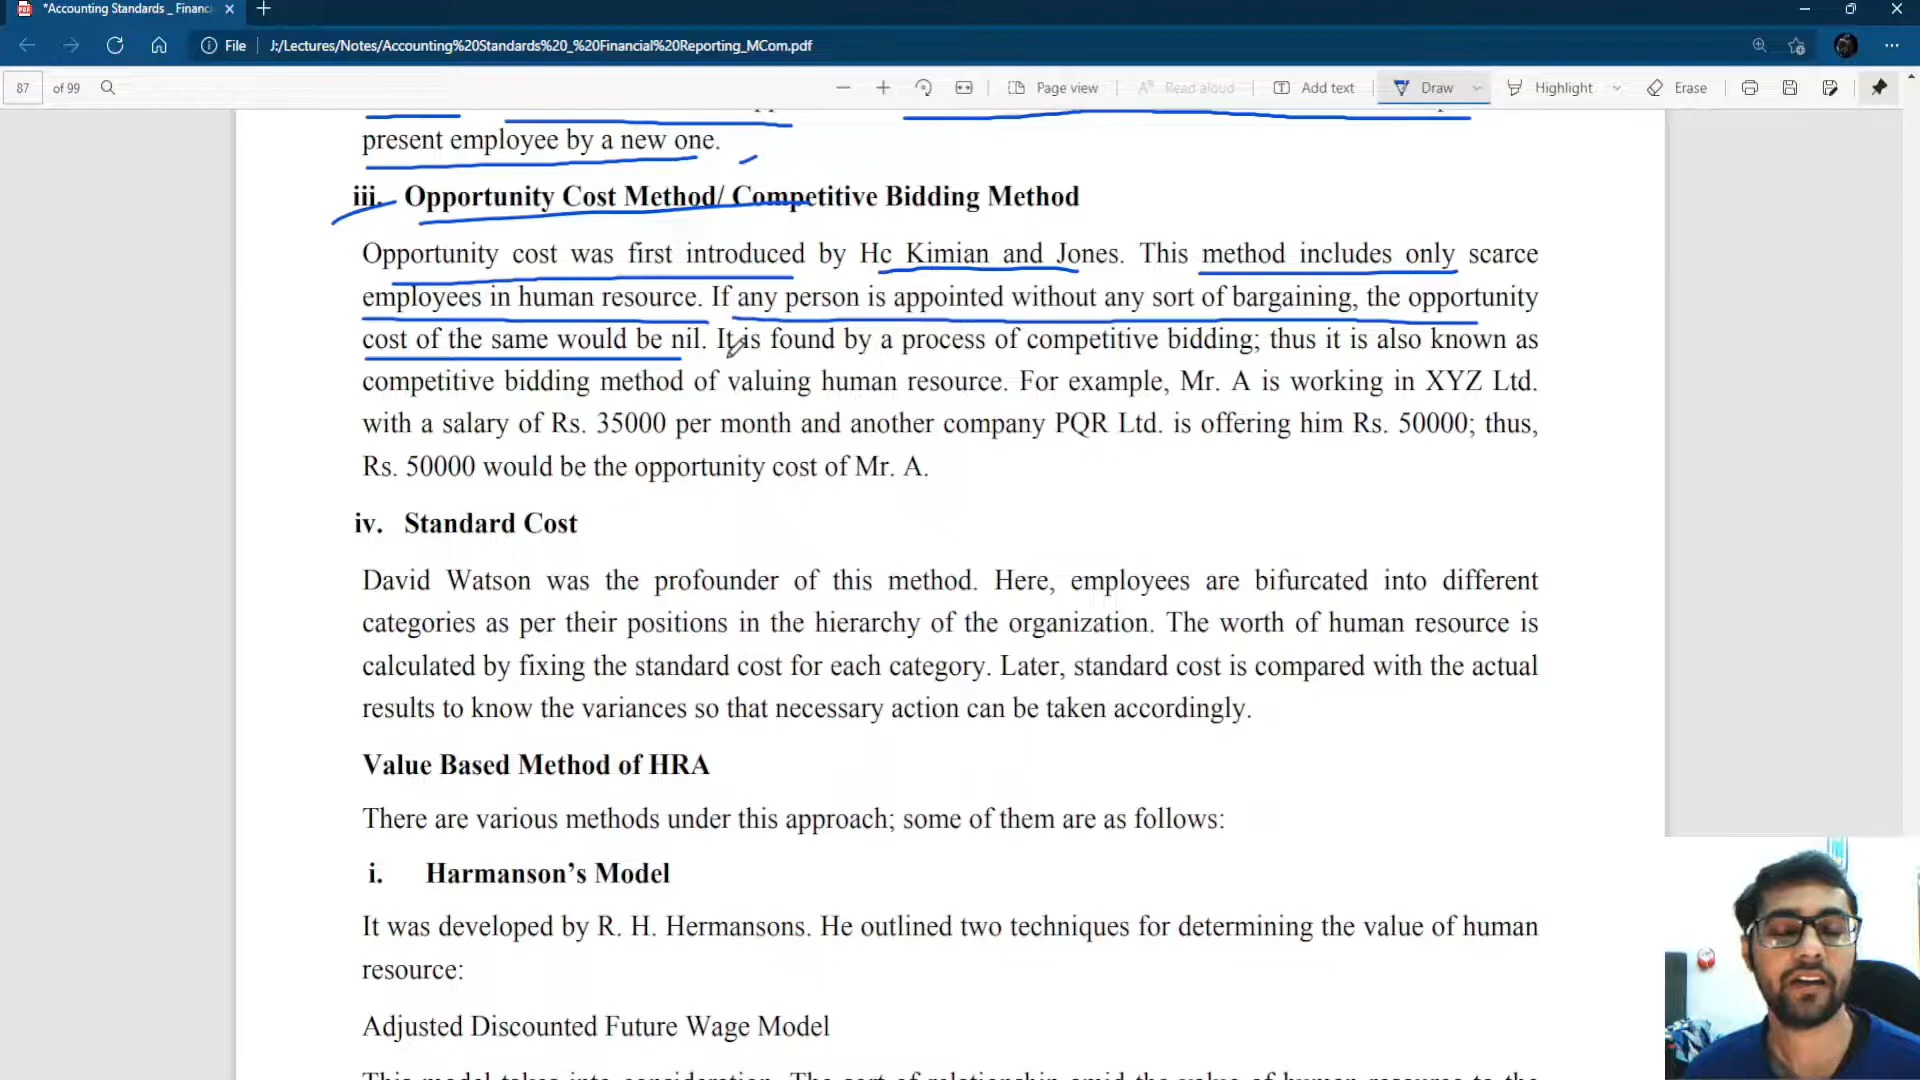 *Accounting Standards _ Financi
File
J:/Lectures/Notes/Accounting%20Standards%20_%20Financial%20Reporting_MCom.pdf
87 of 99
Page view
Read aloud
Add text
Draw
Highlight
Erase
present employee by a new one.
iii. Opportunity Cost Method/ Competitive Bidding Method
Opportunity cost was first introduced by Hc Kimian and Jones. This method includes only scarce
employees in human resource. If any person is appointed without any sort of bargaining, the opportunity
cost of the same would be nil. It is found by a process of competitive bidding; thus it is also known as
competitive bidding method of valuing human resource. For example, Mr. A is working in XYZ Ltd.
with a salary of Rs. 35000 per month and another company PQR Ltd. is offering him Rs. 50000; thus,
Rs. 50000 would be the opportunity cost of Mr. A.
iv. Standard Cost
David Watson was the profounder of this method. Here, employees are bifurcated into different
categories as per their positions in the hierarchy of the organization. The worth of human resource is
calculated by fixing the standard cost for each category. Later, standard cost is compared with the actual
results to know the variances so that necessary action can be taken accordingly.
Value Based Method of HRA
There are various methods under this approach; some of them are as follows:
i. Harmanson’s Model
It was developed by R. H. Hermansons. He outlined two techniques for determining the value of human
resource:
Adjusted Discounted Future Wage Model